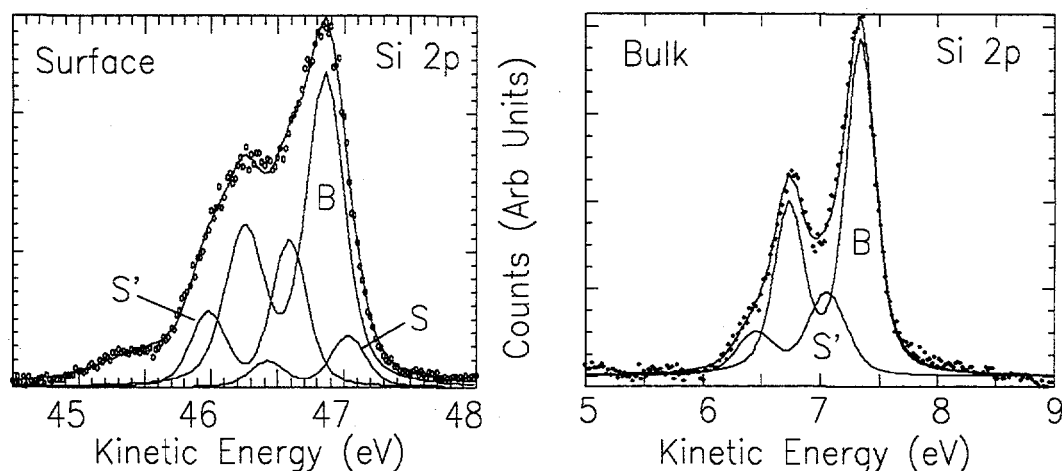 Surface
Si 2p
S'
B
S
45
46
47
48
Kinetic Energy (eV)
Counts (Arb Units)
Bulk
Si 2p
B
S'
5
6
7
8
9
Kinetic Energy (eV)